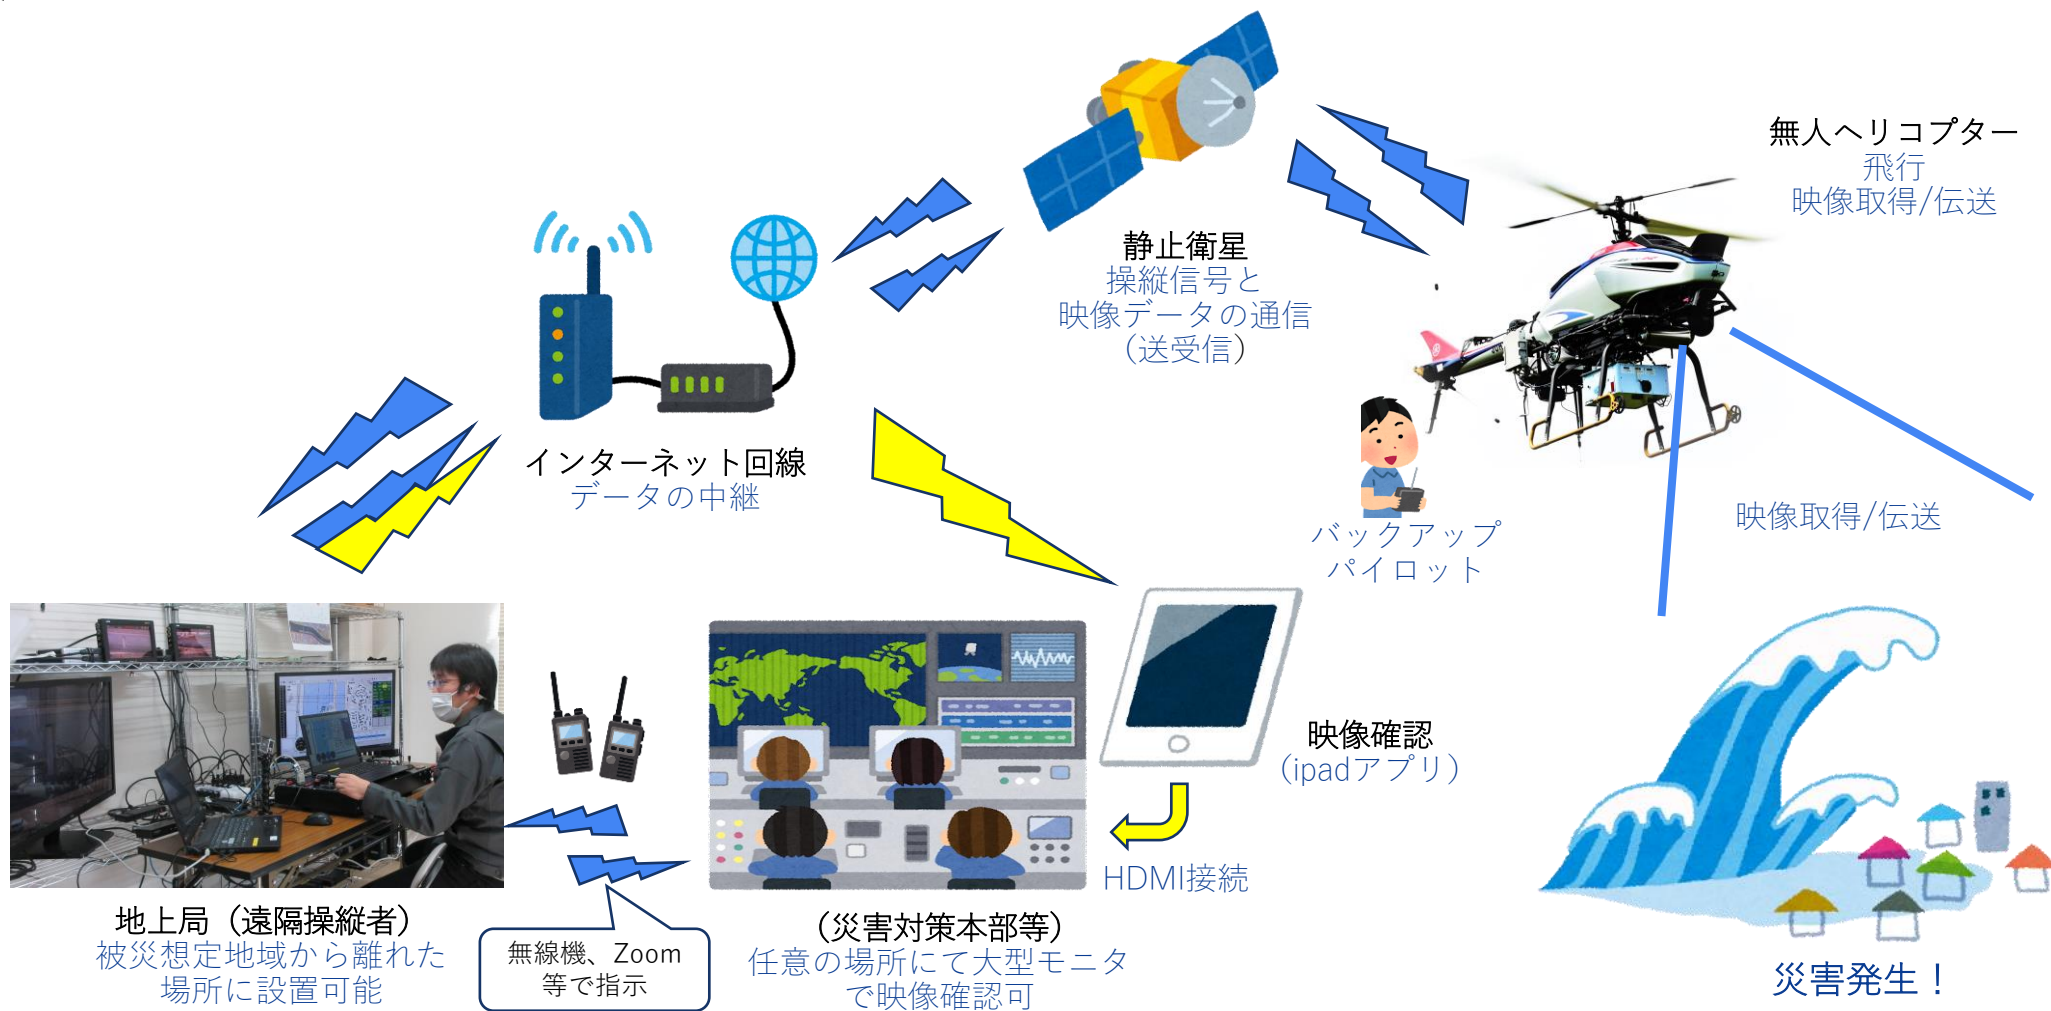 無人ヘリコプター
飛行
映像取得/伝送
静止衛星
操縦信号と
映像データの通信
（送受信）
インターネット回線
データの中継
バックアップ
パイロット
映像取得/伝送
映像確認
（ipadアプリ）
HDMI接続
地上局（遠隔操縦者）
被災想定地域から離れた
場所に設置可能
無線機、Zoom
等で指示
（災害対策本部等）
任意の場所にて大型モニタ
で映像確認可
災害発生！